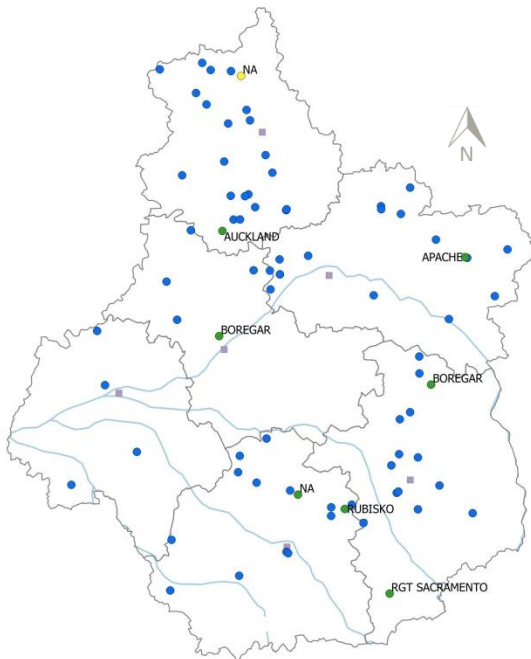 NA
N
AUCKLAND
APACHE
BOREGAR
BOREGAR
NA
RUBISKO
RGT SACRAMENTO